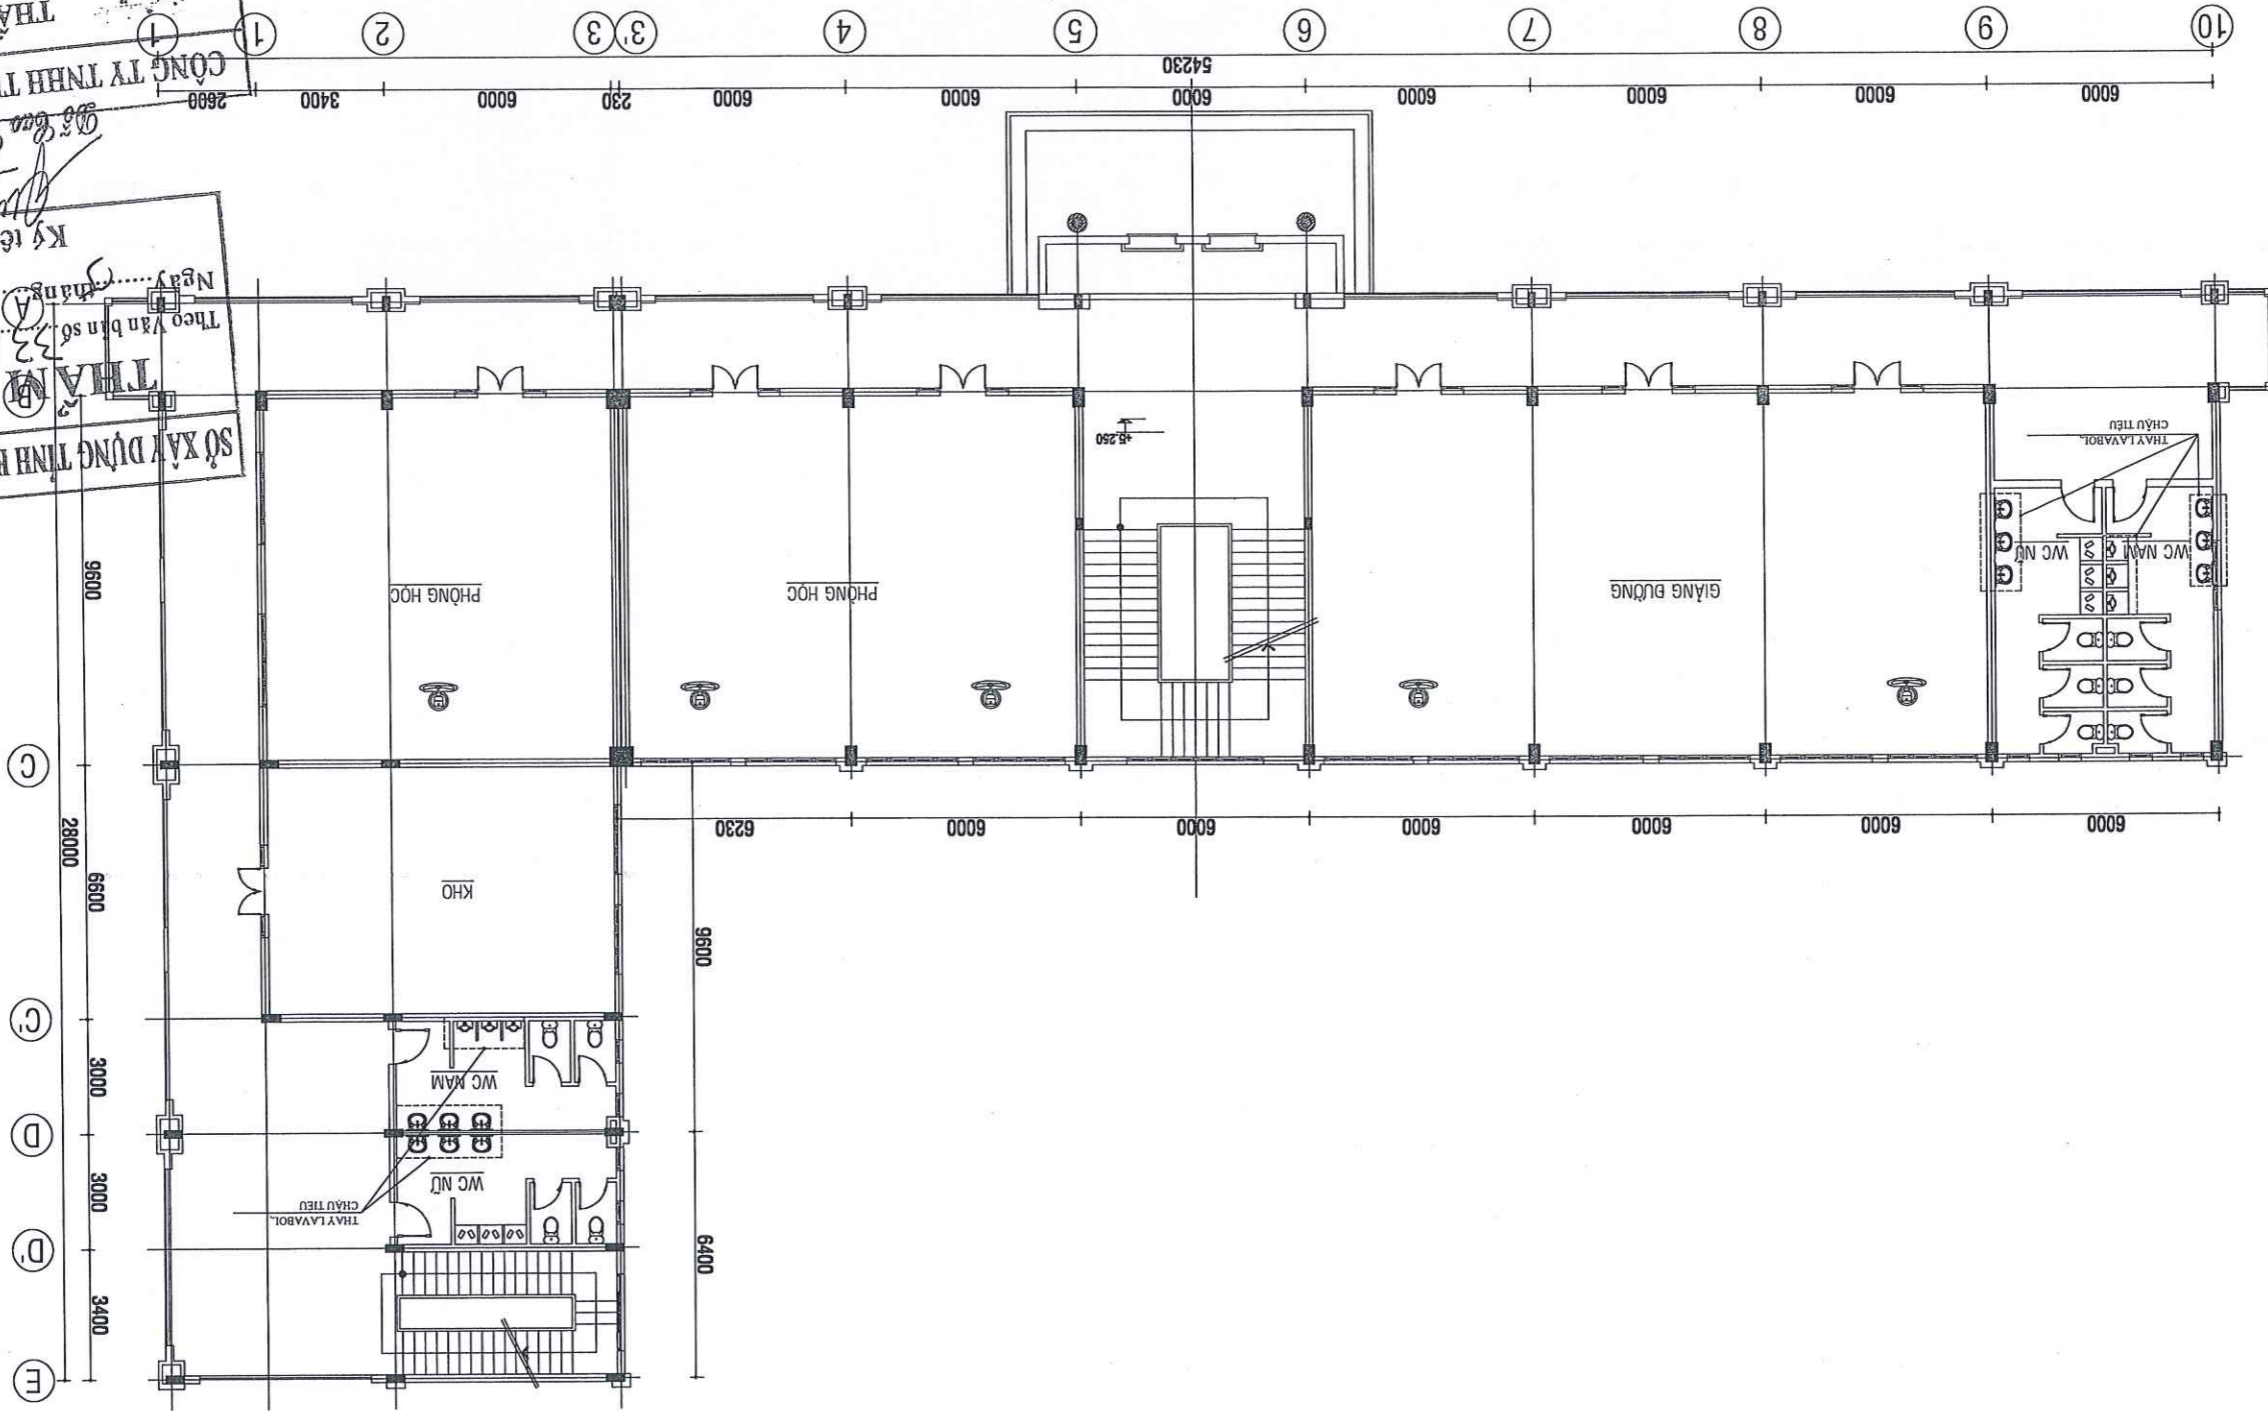 10
9
8
7
6
5
4
3'
3
2
1
1
54230
6000
6000
6000
6000
6000
6000
6000
230
6000
3400
2600
CÔNG TY TNHH
Ký tê
Ngày
tháng
Theo Văn bản số
33
THẨM
SỞ XÂY DỰNG TỈNH H
A
B
C
C'
D
D'
E
+5.250
THAY LAVABOI,
CHẬU TIỂU
WC NAM
WC NỮ
GIẢNG ĐƯỜNG
PHÒNG HỌC
PHÒNG HỌC
9600
6600
28000
3000
3000
3400
6000
6000
6000
6000
6000
6000
6230
KHO
9600
6400
WC NAM
WC NỮ
THAY LAVABOI,
CHẬU TIỂU